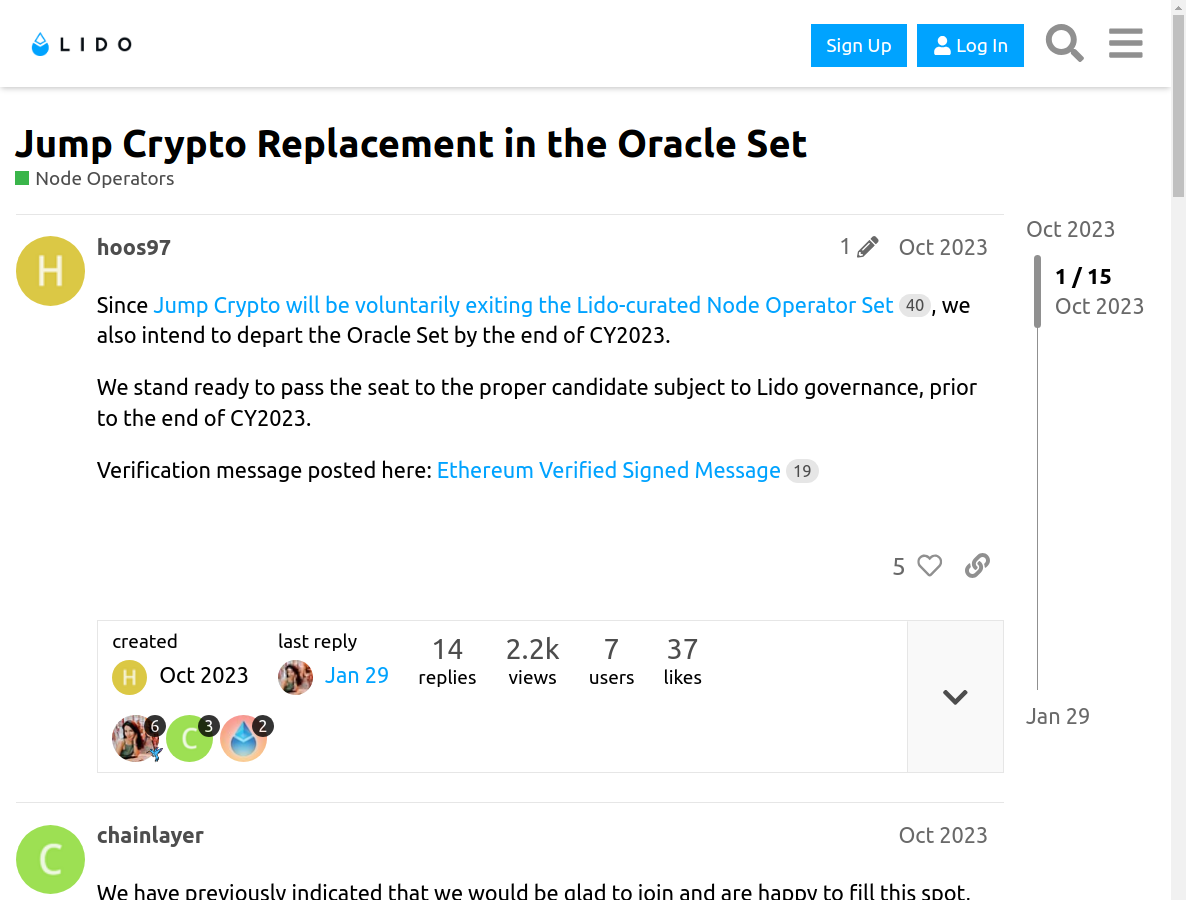 LIDO
Sign Up
Log In
Jump Crypto Replacement in the Oracle Set
Node Operators
hoos97
1
Oct 2023
Since Jump Crypto will be voluntarily exiting the Lido-curated Node Operator Set 40, we
also intend to depart the Oracle Set by the end of CY2023.
We stand ready to pass the seat to the proper candidate subject to Lido governance, prior
to the end of CY2023.
Verification message posted here: Ethereum Verified Signed Message 19
5
created
H Oct 2023
last reply
Jan 29
14
replies
2.2k
views
7
users
37
likes
6
C 3
2
Oct 2023
1 / 15
Oct 2023
Jan 29
H
C
chainlayer
Oct 2023
We have previously indicated that we would be glad to join and are happy to fill this spot.